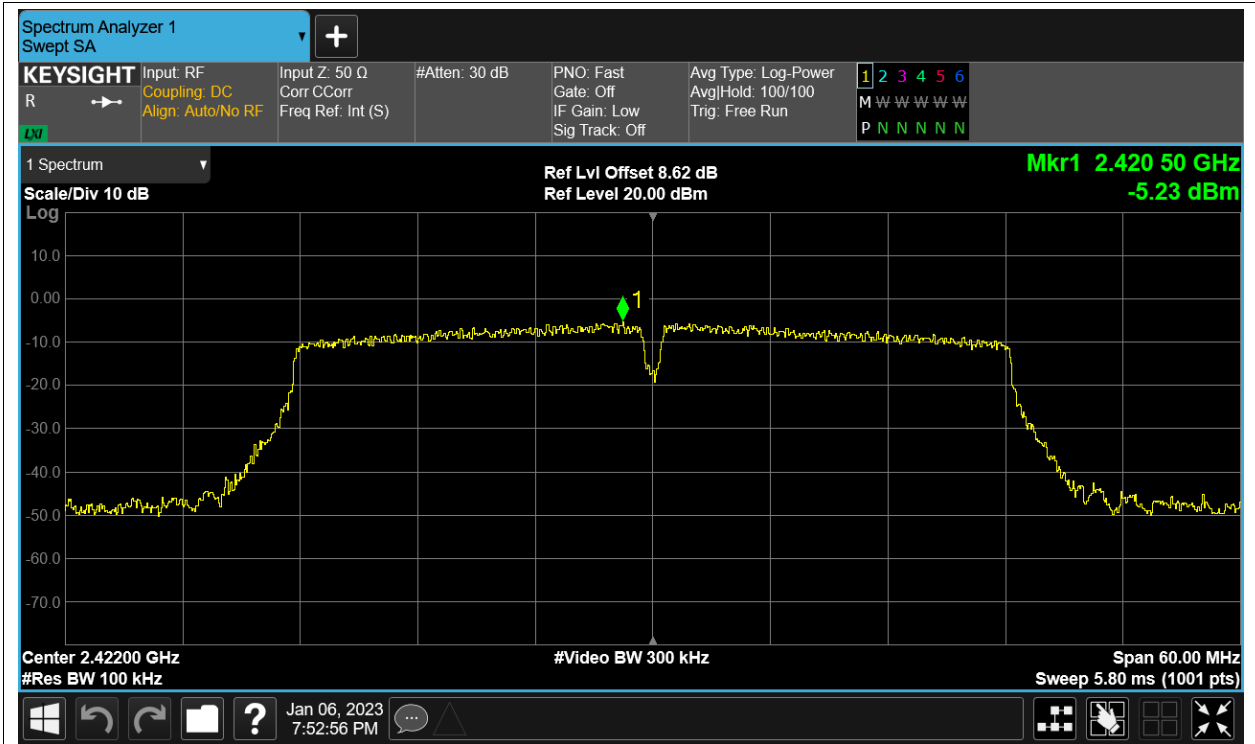 Spectrum Analyzer 1
Swept SA
+
KEYSIGHT
R
LXI
Input: RF
Coupling: DC
Align: Auto/No RF
Input Z: 50 Ω
Corr CCorr
Freq Ref: Int (S)
#Atten: 30 dB
PNO: Fast
Gate: Off
IF Gain: Low
Sig Track: Off
Avg Type: Log-Power
Avg|Hold: 100/100
Trig: Free Run
1 2 3 4 5 6
M W W W W W
P N N N N N
1 Spectrum
Scale/Div 10 dB
Log
Ref Lvl Offset 8.62 dB
Ref Level 20.00 dBm
Mkr1 2.420 50 GHz
-5.23 dBm
10.0
0.00
-10.0
-20.0
-30.0
-40.0
-50.0
-60.0
-70.0
1
Center 2.42200 GHz
#Res BW 100 kHz
#Video BW 300 kHz
Span 60.00 MHz
Sweep 5.80 ms (1001 pts)
?
Jan 06, 2023
7:52:56 PM